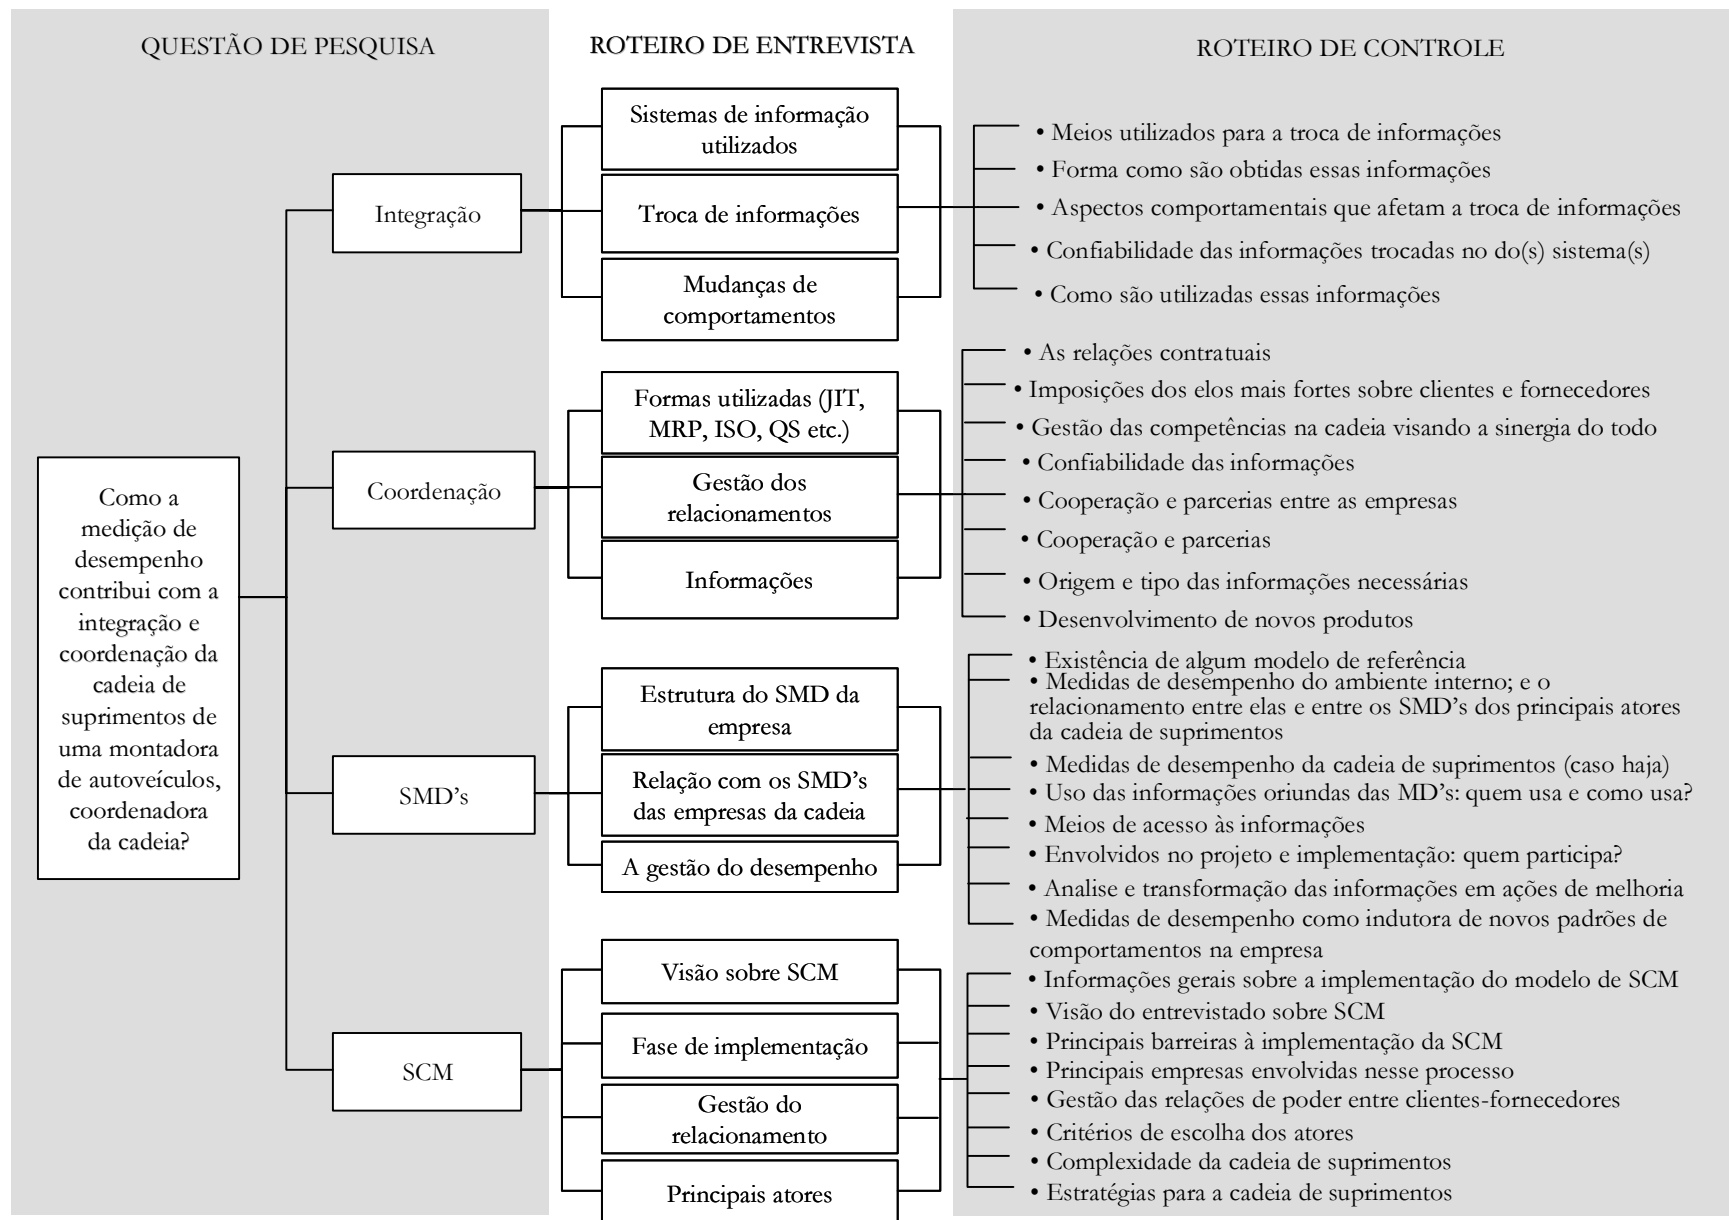 QUESTÃO DE PESQUISA
ROTEIRO DE ENTREVISTA
ROTEIRO DE CONTROLE
Como a
medição de
desempenho
contribui com a
integração e
coordenação da
cadeia de
suprimentos de
uma montadora
de autoveículos,
coordenadora
da cadeia?
Integração
Sistemas de informação
utilizados
Troca de informações
Mudanças de
comportamentos
• Meios utilizados para a troca de informações
• Forma como são obtidas essas informações
• Aspectos comportamentais que afetam a troca de informações
• Confiabilidade das informações trocadas no do(s) sistema(s)
• Como são utilizadas essas informações
Coordenação
Formas utilizadas (JIT,
MRP, ISO, QS etc.)
Gestão dos
relacionamentos
Informações
• As relações contratuais
• Imposições dos elos mais fortes sobre clientes e fornecedores
• Gestão das competências na cadeia visando a sinergia do todo
• Confiabilidade das informações
• Cooperação e parcerias entre as empresas
• Cooperação e parcerias
• Origem e tipo das informações necessárias
• Desenvolvimento de novos produtos
SMD's
Estrutura do SMD da
empresa
Relação com os SMD's
das empresas da cadeia
A gestão do desempenho
• Existência de algum modelo de referência
• Medidas de desempenho do ambiente interno; e o
relacionamento entre elas e entre os SMD's dos principais atores
da cadeia de suprimentos
• Medidas de desempenho da cadeia de suprimentos (caso haja)
• Uso das informações oriundas das MD's: quem usa e como usa?
• Meios de acesso às informações
• Envolvidos no projeto e implementação: quem participa?
• Analise e transformação das informações em ações de melhoria
• Medidas de desempenho como indutora de novos padrões de
comportamentos na empresa
SCM
Visão sobre SCM
Fase de implementação
Gestão do
relacionamento
Principais atores
• Informações gerais sobre a implementação do modelo de SCM
• Visão do entrevistado sobre SCM
• Principais barreiras à implementação da SCM
• Principais empresas envolvidas nesse processo
• Gestão das relações de poder entre clientes-fornecedores
• Critérios de escolha dos atores
• Complexidade da cadeia de suprimentos
• Estratégias para a cadeia de suprimentos